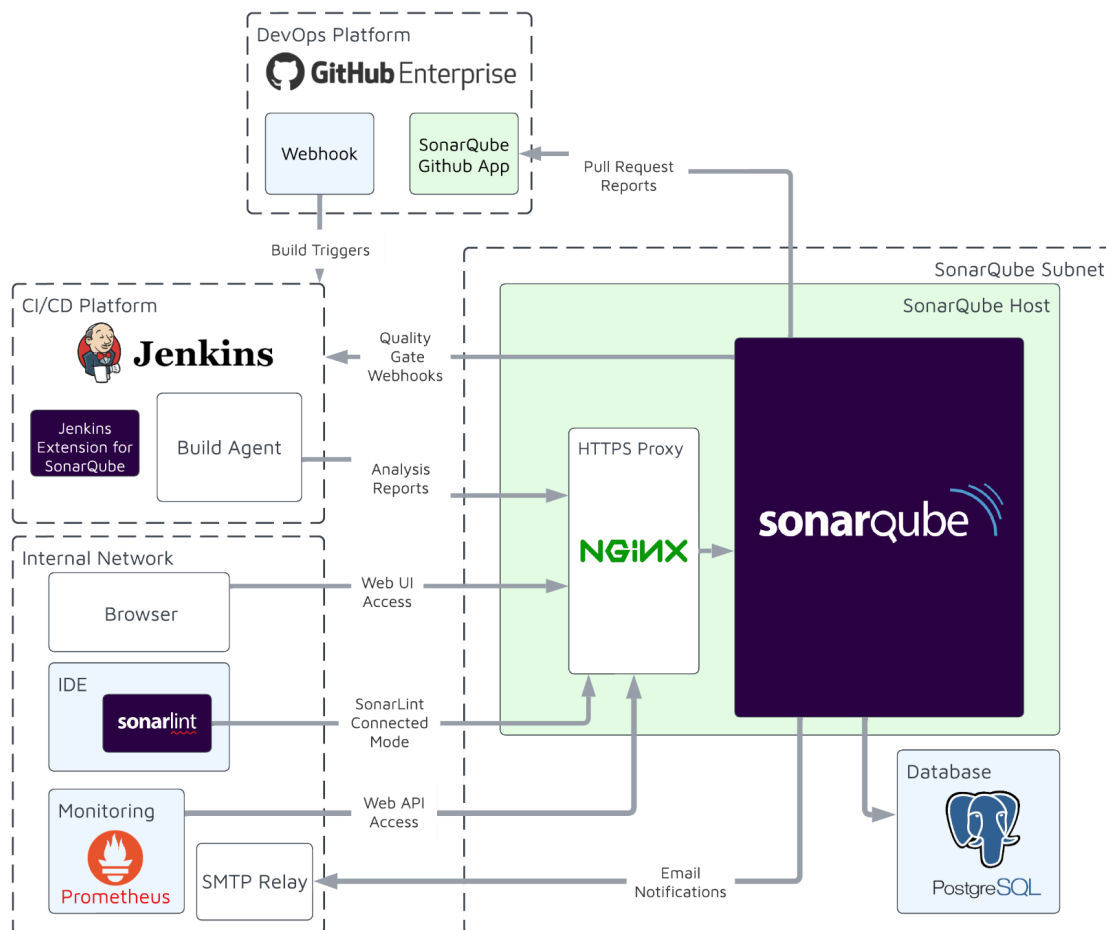 DevOps Platform
GitHub Enterprise
Webhook
SonarQube
Github App
Pull Request
Reports
Build Triggers
SonarQube Subnet
CI/CD Platform
SonarQube Host
Jenkins
Quality
Gate
Webhooks
Jenkins
Extension for
SonarQube
Build Agent
Analysis
Reports
HTTPS Proxy
NGINX
sonarqube
Internal Network
Browser
Web UI
Access
IDE
sonarlint
SonarLint
Connected
Mode
Monitoring
Prometheus
Web API
Access
SMTP Relay
Email
Notifications
Database
PostgreSQL